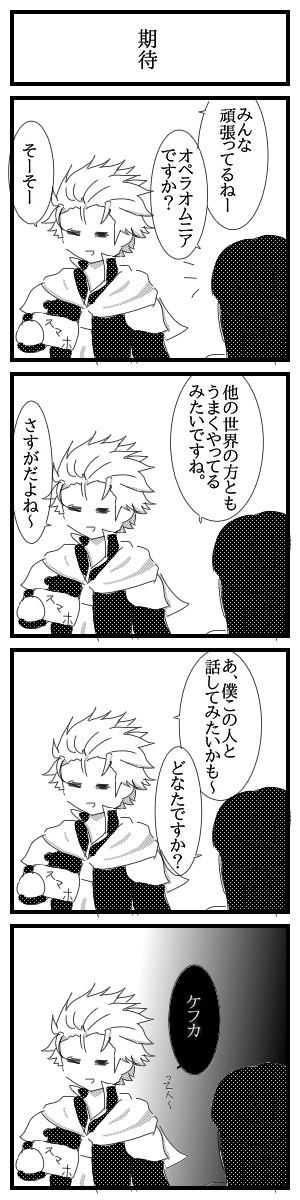 期待
みんな
頑張ってるねー
オペラオムニア
ですか?
そーそー
スマホ
他の世界の方とも
うまくやってる
みたいですね。
さすがだよね～
スマホ
あ、僕この人と
話してみたいかも～
どなたですか?
スマホ
ケフカ
って人～
スマホ